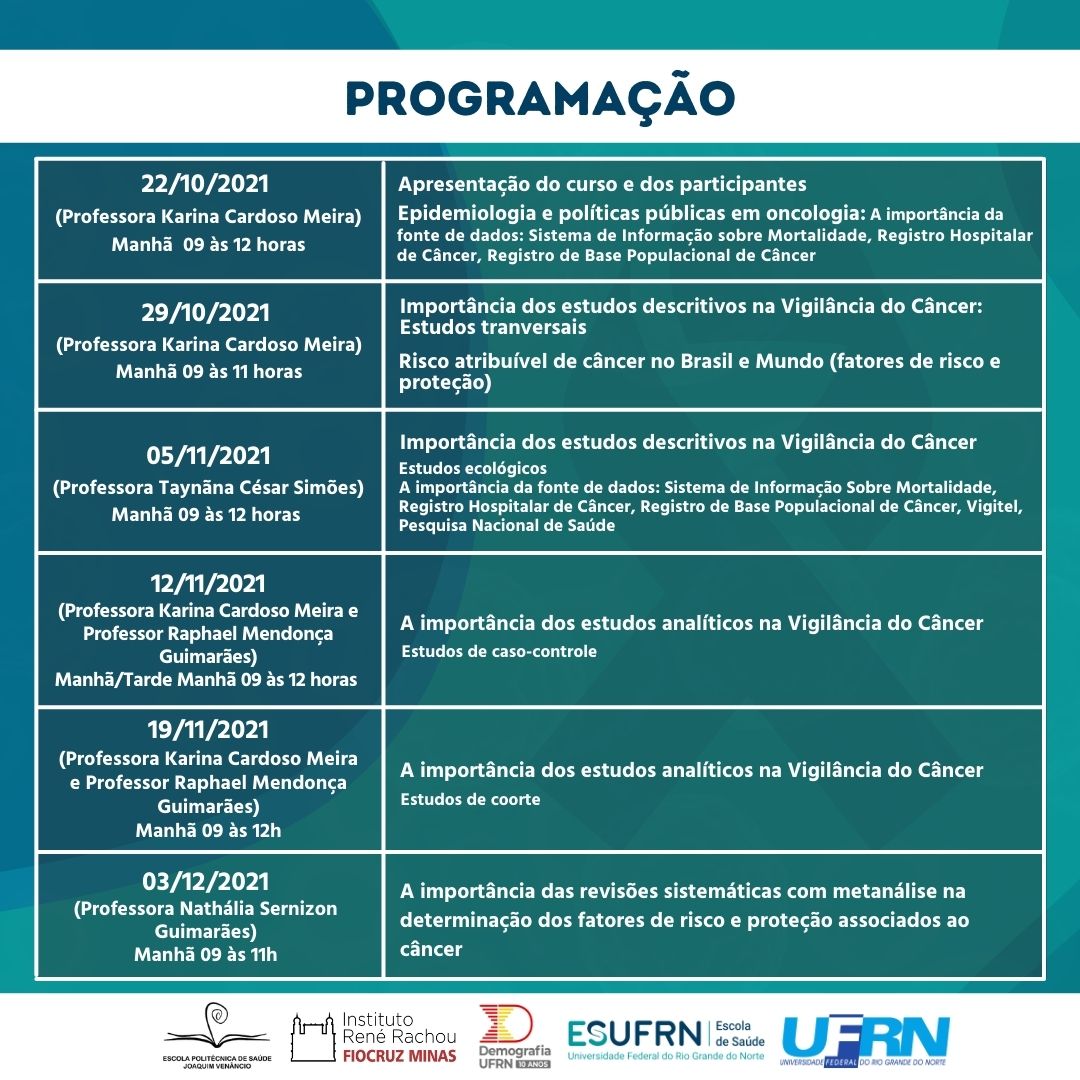 PROGRAMAÇÃO
22/10/2021
(Professora Karina Cardoso Meira)
Manhã 09 às 12 horas
Apresentação do curso e dos participantes
Epidemiologia e políticas públicas em oncologia: A importância da
fonte de dados: Sistema de Informação sobre Mortalidade, Registro Hospitalar
de Câncer, Registro de Base Populacional de Câncer
29/10/2021
(Professora Karina Cardoso Meira)
Manhã 09 às 11 horas
Importância dos estudos descritivos na Vigilância do Câncer:
Estudos tranversais
Risco atribuível de câncer no Brasil e Mundo (fatores de risco e
proteção)
05/11/2021
(Professora Taynãna César Simões)
Manhã 09 às 12 horas
Importância dos estudos descritivos na Vigilância do Câncer
Estudos ecológicos
A importância da fonte de dados: Sistema de Informação Sobre Mortalidade,
Registro Hospitalar de Câncer, Registro de Base Populacional de Câncer, Vigitel,
Pesquisa Nacional de Saúde
12/11/2021
(Professora Karina Cardoso Meira e
Professor Raphael Mendonça
Guimarães)
Manhã/Tarde Manhã 09 às 12 horas
A importância dos estudos analíticos na Vigilância do Câncer
Estudos de caso-controle
19/11/2021
(Professora Karina Cardoso Meira
e Professor Raphael Mendonça
Guimarães)
Manhã 09 às 12h
A importância dos estudos analíticos na Vigilância do Câncer
Estudos de coorte
03/12/2021
(Professora Nathália Sernizon
Guimarães)
Manhã 09 às 11h
A importância das revisões sistemáticas com metanálise na
determinação dos fatores de risco e proteção associados ao
câncer
ESCOLA POLITÉCNICA DE SAÚDE
JOAQUIM VENÂNCIO
Instituto
René Rachou
FIOCRUZ MINAS
Demografia
UFRN 10 ANOS
ESUFRN Escola
de Saúde
Universidade Federal do Rio Grande do Norte
UFRN
UNIVERSIDADE FEDERAL DO RIO GRANDE DO NORTE